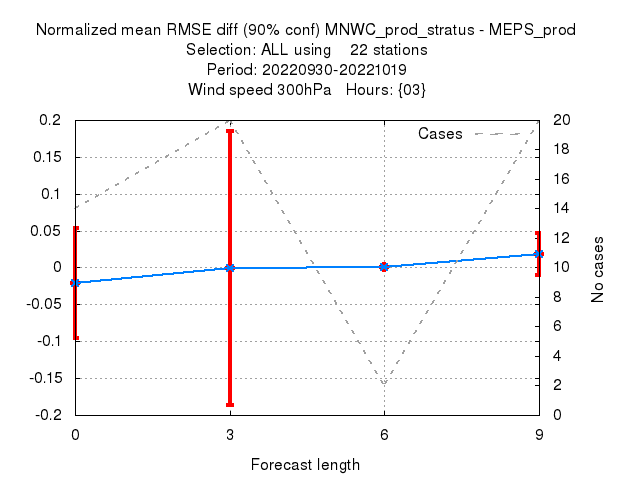 Normalized mean RMSE diff (90% conf) MNWC_prod_stratus - MEPS_prod
Selection: ALL using    22 stations
Period: 20220930-20221019
Wind speed 300hPa   Hours: {03}
0.2
0.15
0.1
0.05
0
-0.05
-0.1
-0.15
-0.2
Cases
20
18
16
14
12
10
8
6
4
2
0
No cases
0 3 6 9
Forecast length